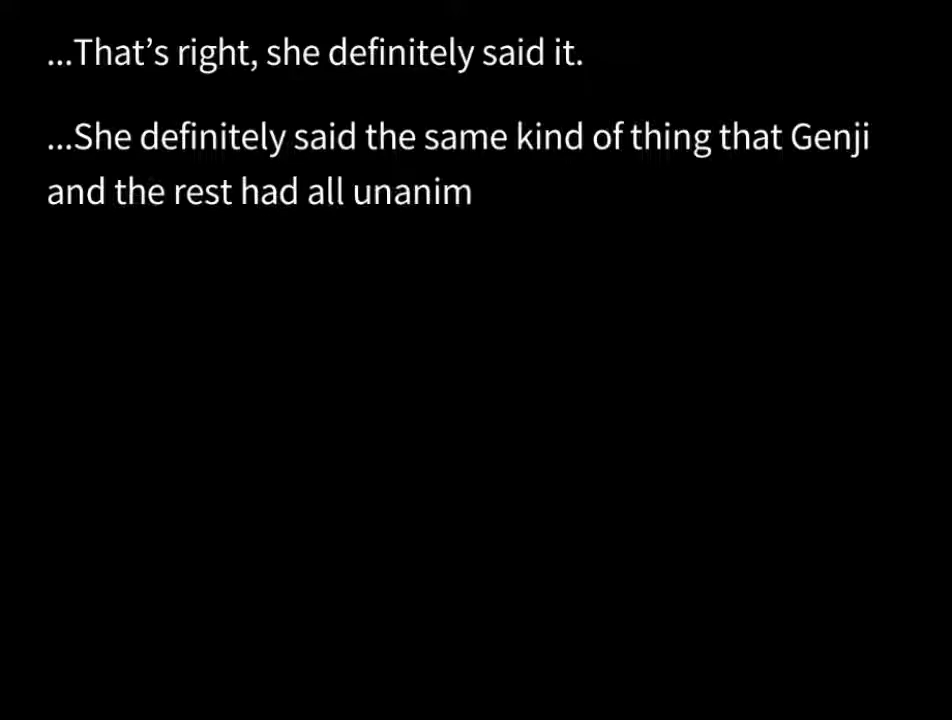 ...That’s right, she definitely said it.
...She definitely said the same kind of thing that Genji
and the rest had all unanim